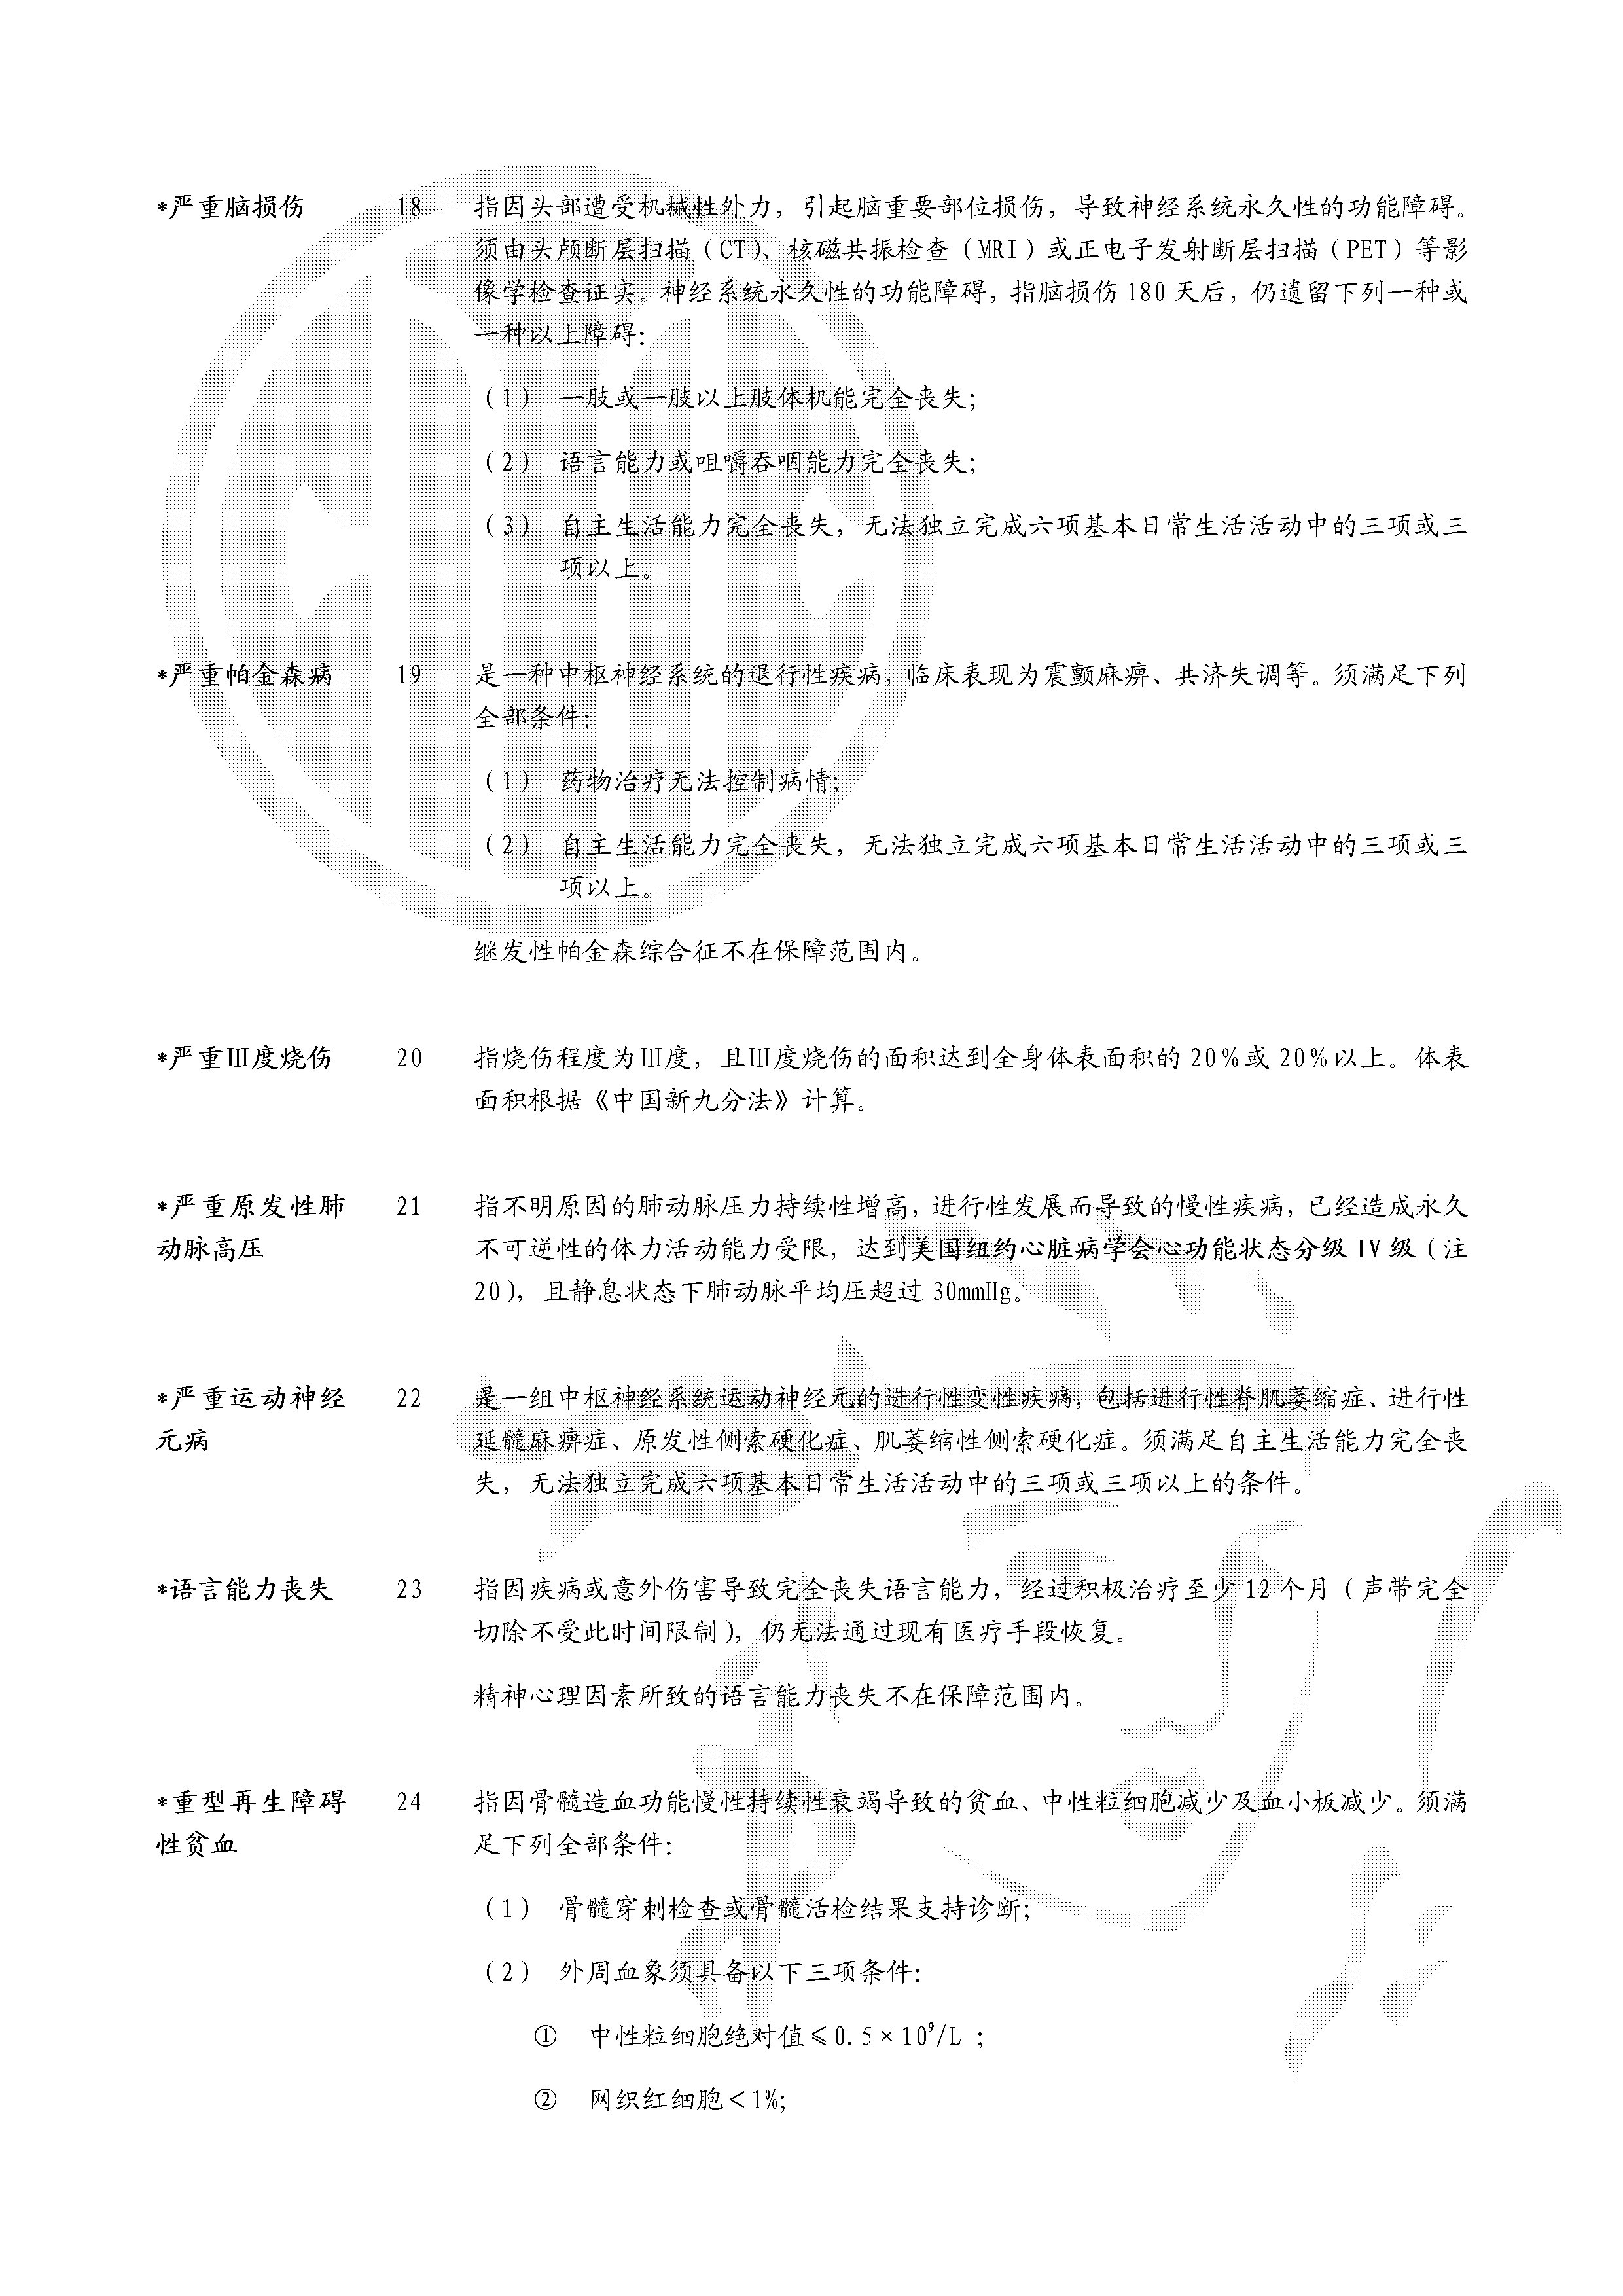 *严重脑损伤 18 指因头部遭受机械性外力，引起脑重要部位损伤，导致神经系统永久性的功能障碍。
须由头颅断层扫描（CT）、核磁共振检查（MRI）或正电子发射断层扫描（PET）等影
像学检查证实。神经系统永久性的功能障碍，指脑损伤 180 天后，仍遗留下列一种或
一种以上障碍：
（1） 一肢或一肢以上肢体机能完全丧失；
（2） 语言能力或咀嚼吞咽能力完全丧失；
（3） 自主生活能力完全丧失，无法独立完成六项基本日常生活活动中的三项或三
项以上。
*严重帕金森病 19 是一种中枢神经系统的退行性疾病，临床表现为震颤麻痹、共济失调等。须满足下列
全部条件：
（1） 药物治疗无法控制病情；
（2） 自主生活能力完全丧失，无法独立完成六项基本日常生活活动中的三项或三
项以上。
继发性帕金森综合征不在保障范围内。
*严重Ⅲ度烧伤 20 指烧伤程度为Ⅲ度，且Ⅲ度烧伤的面积达到全身体表面积的 20%或 20%以上。体表
面积根据《中国新九分法》计算。
*严重原发性肺 21 指不明原因的肺动脉压力持续性增高，进行性发展而导致的慢性疾病，已经造成永久
动脉高压 不可逆性的体力活动能力受限，达到美国纽约心脏病学会心功能状态分级 IV 级（注
20），且静息状态下肺动脉平均压超过 30mmHg。
*严重运动神经 22 是一组中枢神经系统运动神经元的进行性变性疾病，包括进行性脊肌萎缩症、进行性
元病 延髓麻痹症、原发性侧索硬化症、肌萎缩性侧索硬化症。须满足自主生活能力完全丧
失，无法独立完成六项基本日常生活活动中的三项或三项以上的条件。
*语言能力丧失 23 指因疾病或意外伤害导致完全丧失语言能力，经过积极治疗至少 12 个月（声带完全
切除不受此时间限制），仍无法通过现有医疗手段恢复。
精神心理因素所致的语言能力丧失不在保障范围内。
*重型再生障碍 24 指因骨髓造血功能慢性持续性衰竭导致的贫血、中性粒细胞减少及血小板减少。须满
性贫血 足下列全部条件：
（1） 骨髓穿刺检查或骨髓活检结果支持诊断；
（2） 外周血象须具备以下三项条件：
① 中性粒细胞绝对值≤0.5×10⁹/L ；
② 网织红细胞＜1%；